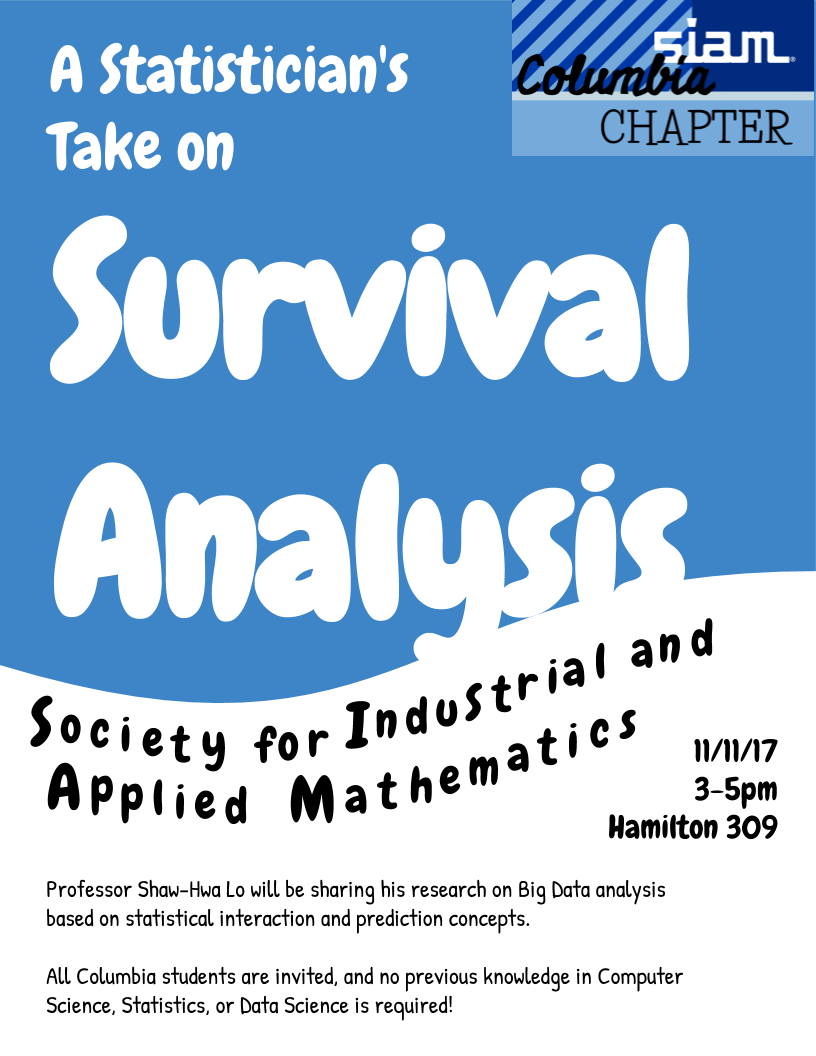 A Statistician's
Take on
siam
Columbia
CHAPTER
Survival
Analysis
Society for Industrial and
Applied Mathematics
11/11/17
3-5pm
Hamilton 309
Professor Shaw-Hwa Lo will be sharing his research on Big Data analysis
based on statistical interaction and prediction concepts.
All Columbia students are invited, and no previous knowledge in Computer
Science, Statistics, or Data Science is required!